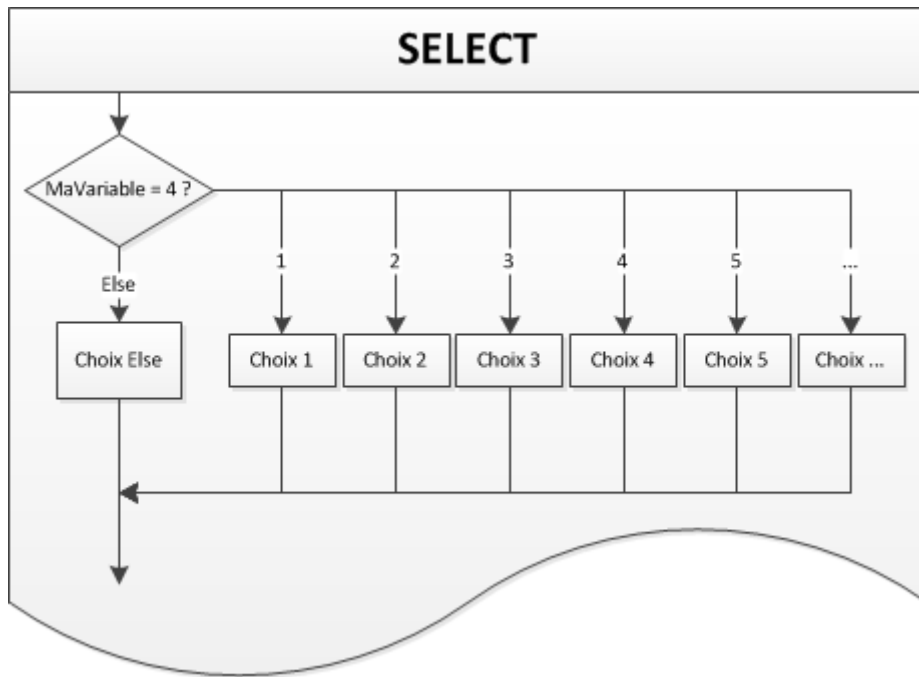 SELECT
MaVariable = 4 ?
1
2
3
4
5
...
Else
Choix Else
Choix 1
Choix 2
Choix 3
Choix 4
Choix 5
Choix ...